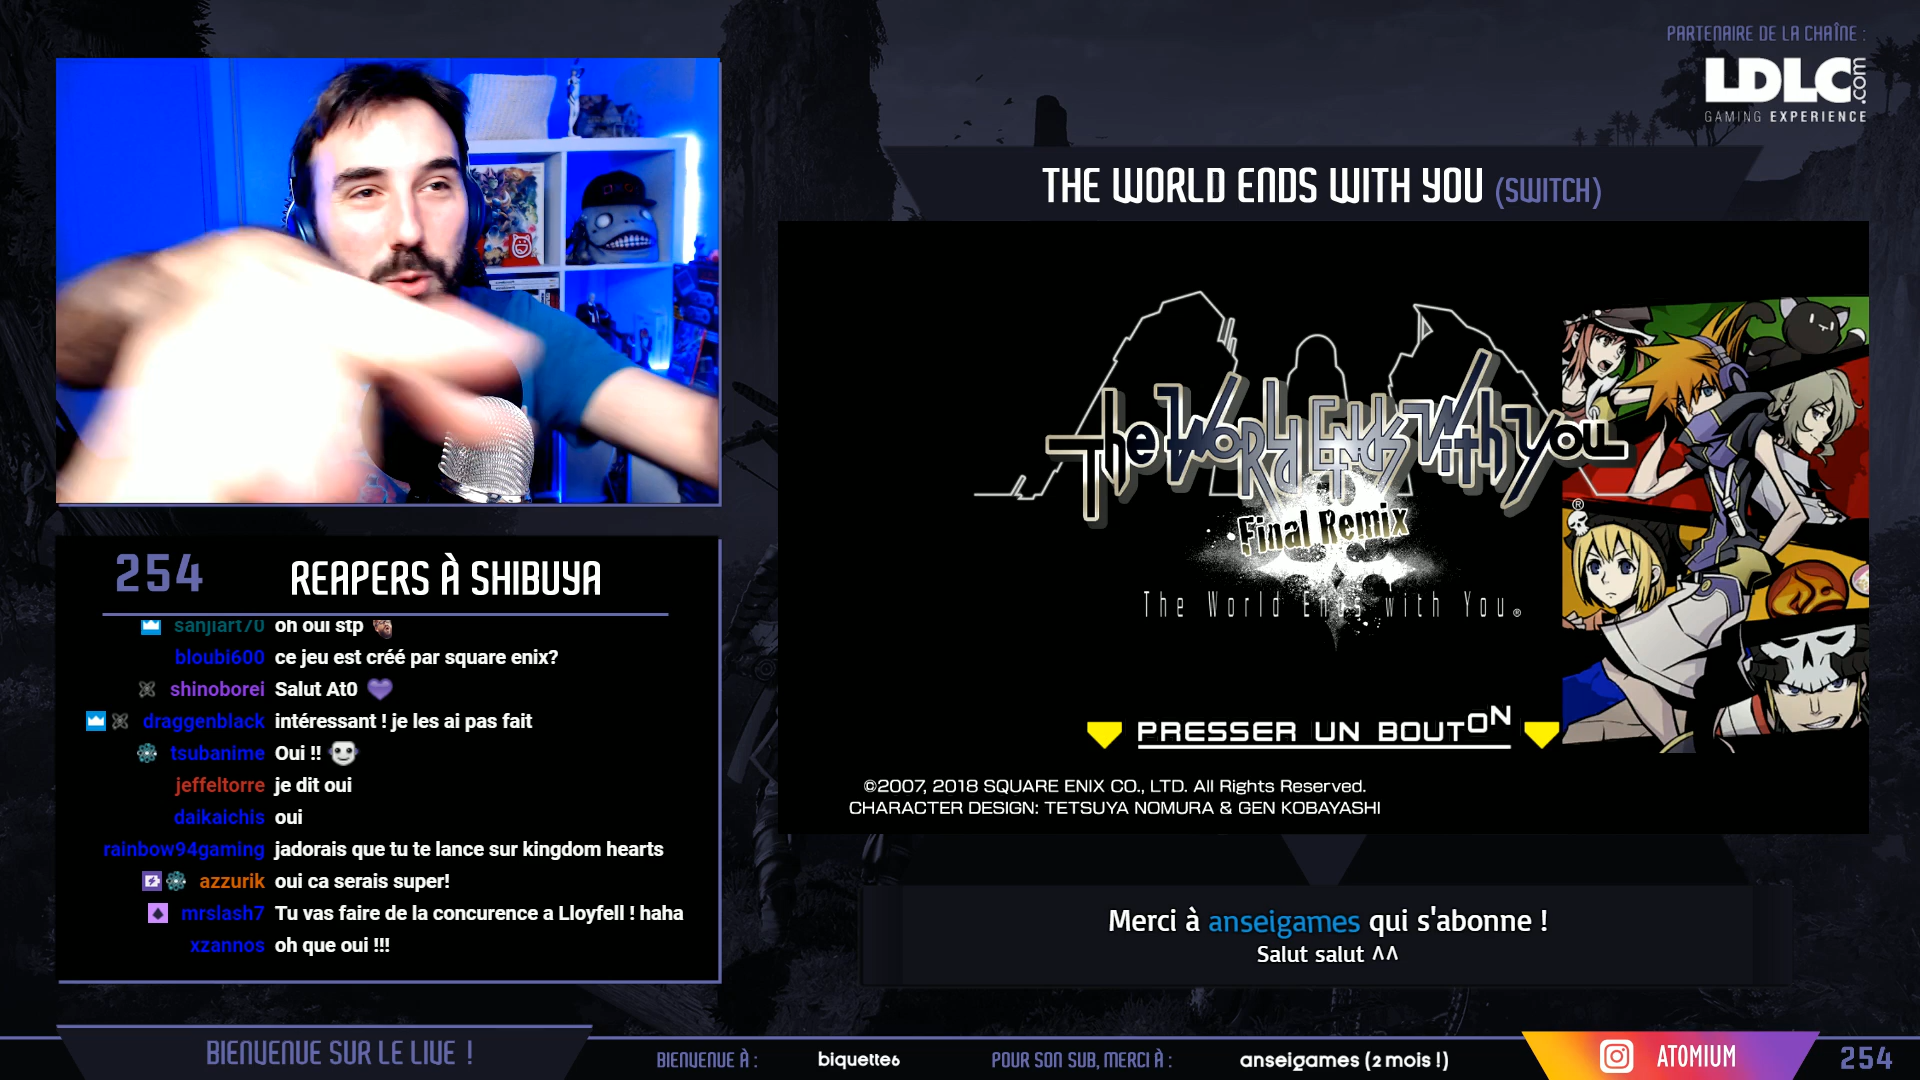 PARTENAIRE DE LA CHAÎNE :
LDLC.com
GAMING EXPERIENCE
THE WORLD ENDS WITH YOU (SWITCH)
The World Ends With You
Final Remix
The World Ends with You®
®
PRESSER UN BOUTON
©2007, 2018 SQUARE ENIX CO., LTD. All Rights Reserved.
CHARACTER DESIGN: TETSUYA NOMURA & GEN KOBAYASHI
254 REAPERS À SHIBUYA
sanjiart70 oh oui stp
bloubi600 ce jeu est créé par square enix?
shinoborei Salut At0
draggenblack intéressant ! je les ai pas fait
tsubanime Oui !!
jeffeltorre je dit oui
daikaichis oui
rainbow94gaming jadorais que tu te lance sur kingdom hearts
azzurik oui ca serais super!
mrslash7 Tu vas faire de la concurence a Lloyfell ! haha
xzannos oh que oui !!!
Merci à anseigames qui s'abonne !
Salut salut ^^
BIENVENUE SUR LE LIVE !
BIENVENUE À : biquette6
POUR SON SUB, MERCI À : anseigames (2 mois !)
ATOMIUM
254